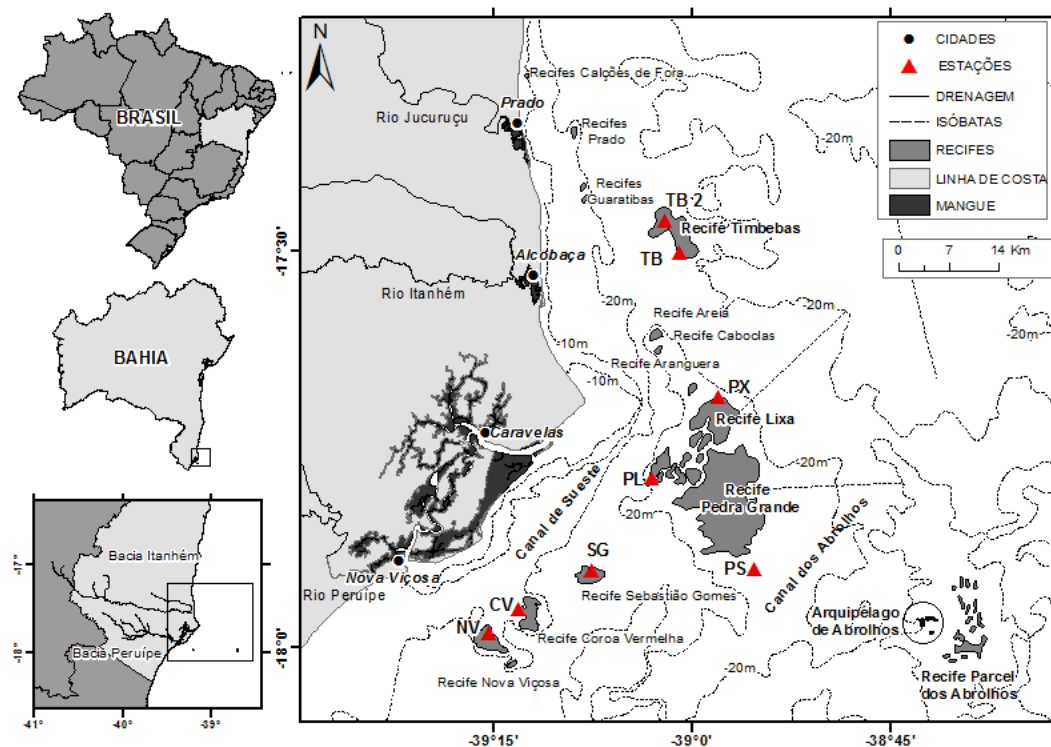 BRASIL
BAHIA
Bacia Itanhém
Bacia Peruípe
-17°
-18°
-41°
-40°
-39°
N
Recifes Calções de Fora
Prado
Rio Jucuruçu
Recifes
Prado
Recifes
Guaratibas
TB 2
Recife Timbebas
TB
-20m
-17°30'
Alcobaça
Rio Itanhém
-20m
-20m
-20m
Recife Areia
Recife Caboclas
Recife Aranguera
-10m
-10m
PX
Recife Lixa
Caravelas
PL
Recife
Pedra Grande
-20m
-20m
Canal de Sueste
Canal dos Abrolhos
SG
PS
Nova Viçosa
Rio Peruípe
Recife Sebastião Gomes
CV
Recife Coroa Vermelha
NV
Recife Nova Viçosa
Arquipélago
de Abrolhos
-20m
Recife Parcel
dos Abrolhos
-18°0'
-39°15'
-39°0'
-38°45'
CIDADES
ESTAÇÕES
DRENAGEM
ISÓBATAS
RECIFES
LINHA DE COSTA
MANGUE
0 7 14 Km